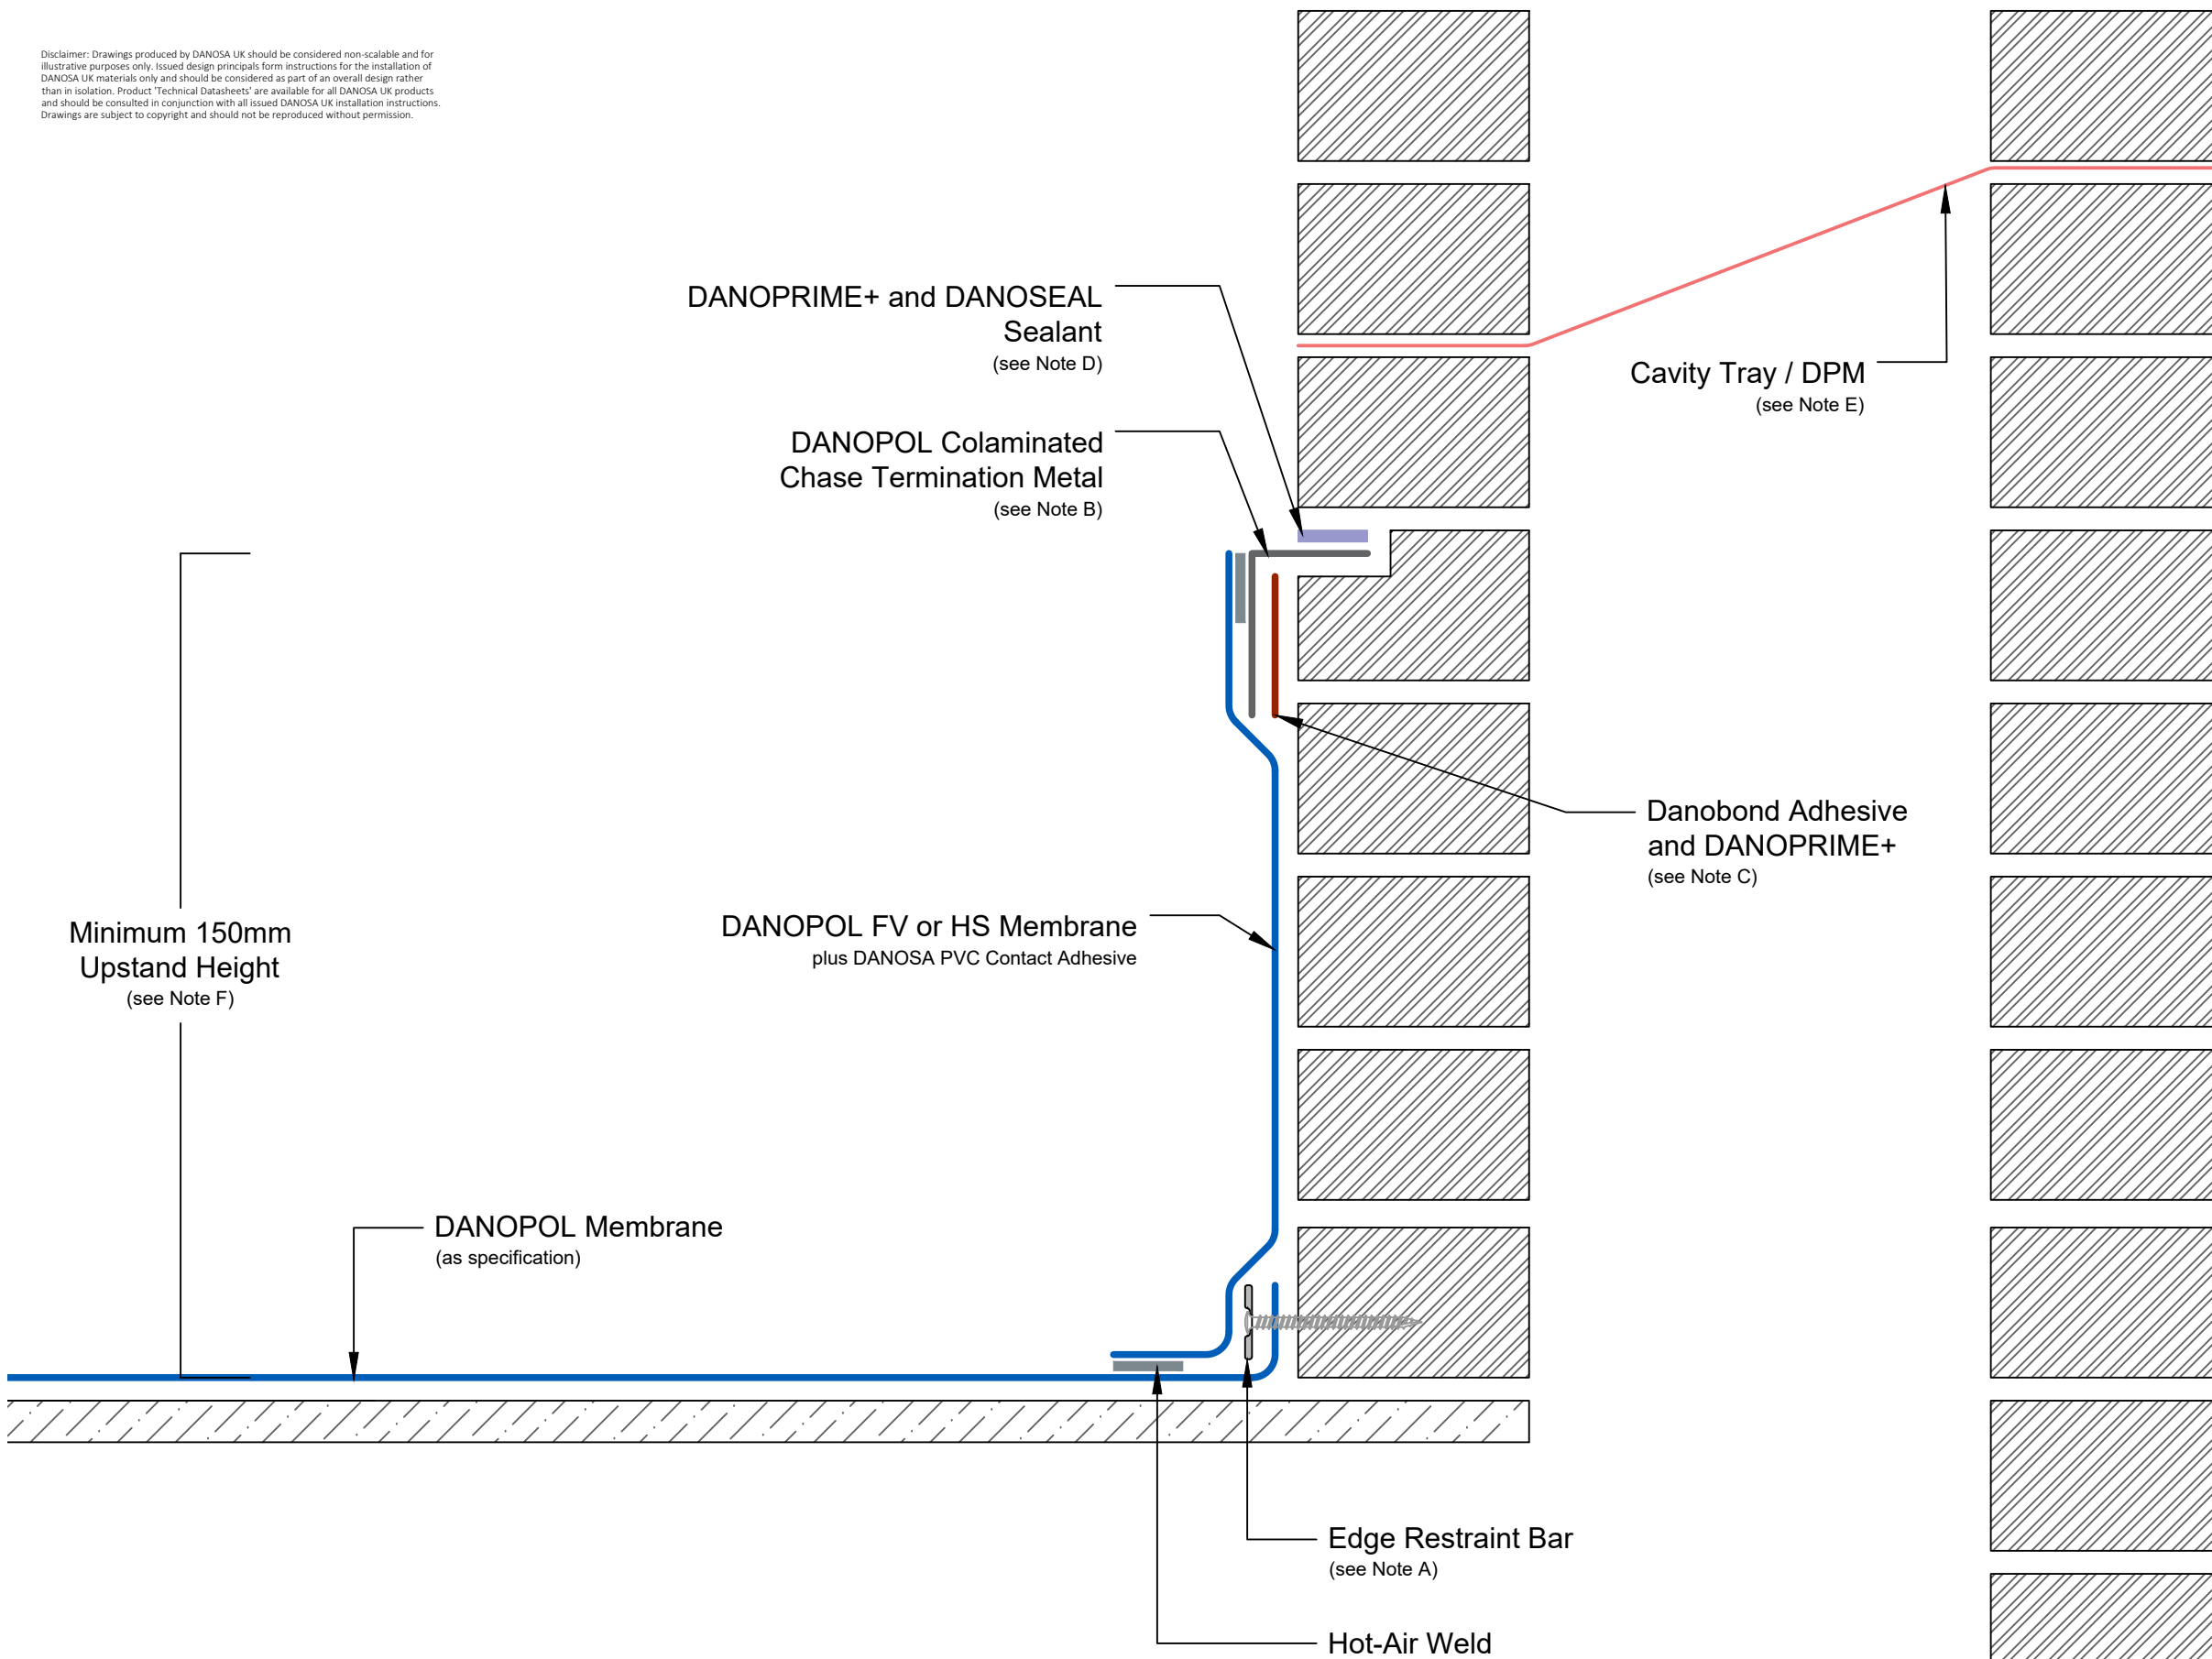 Disclaimer: Drawings produced by DANOSA UK should be considered non-scalable and for
illustrative purposes only. Issued design principals form instructions for the installation of
DANOSA UK materials only and should be considered as part of an overall design rather
than in isolation. Product 'Technical Datasheets' are available for all DANOSA UK products
and should be consulted in conjunction with all issued DANOSA UK installation instructions.
Drawings are subject to copyright and should not be reproduced without permission.
DANOPRIME+ and DANOSEAL
Sealant
(see Note D)
Cavity Tray / DPM
(see Note E)
DANOPOL Colaminated
Chase Termination Metal
(see Note B)
Danobond Adhesive
and DANOPRIME+
(see Note C)
DANOPOL FV or HS Membrane
plus DANOSA PVC Contact Adhesive
Minimum 150mm
Upstand Height
(see Note F)
DANOPOL Membrane
(as specification)
Edge Restraint Bar
(see Note A)
Hot-Air Weld